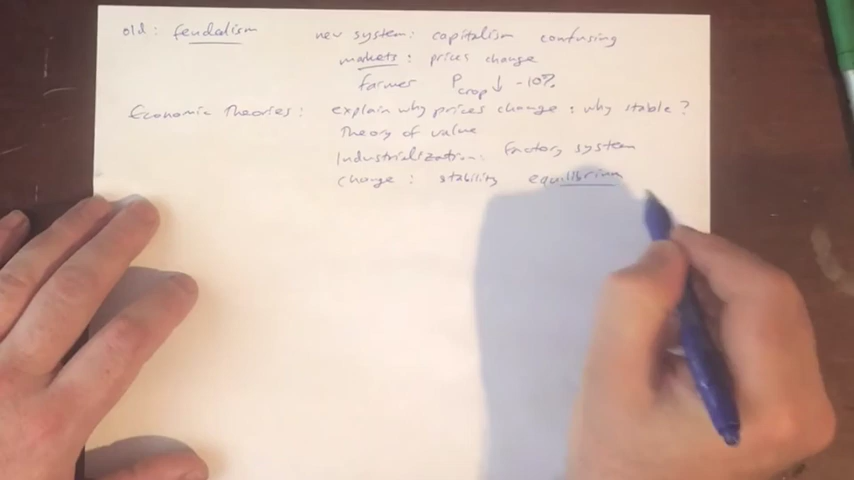 old: feudalism new system: capitalism confusing
markets: prices change
farmer P crop ↓ -10%
Economic Theories: explain why prices change: why stable?
Theory of value
Industrialization: Factory system
change: stability equilibrium